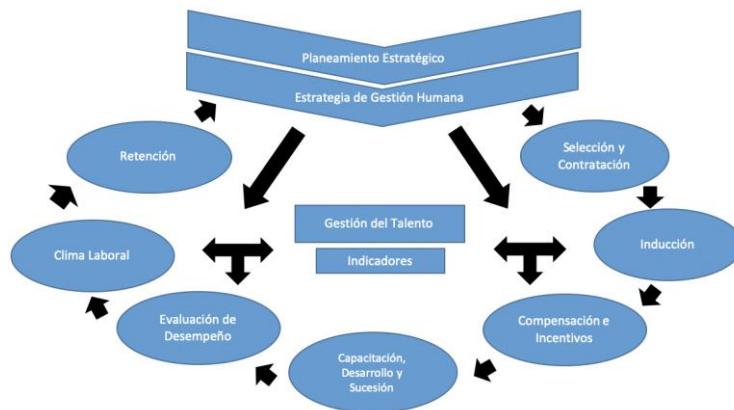 Planeamiento Estratégico
Estrategia de Gestión Humana
Retención
Selección y
Contratación
Gestión del Talento
Indicadores
Clima Laboral
Inducción
Evaluación de
Desempeño
Compensación e
Incentivos
Capacitación,
Desarrollo y
Sucesión